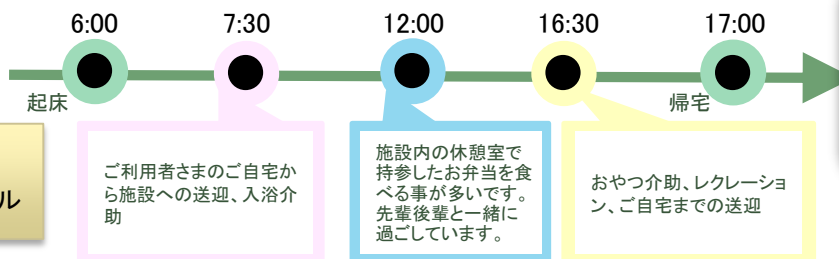 6:00
7:30
12:00
16:30
17:00
起床
帰宅
ル
ご利用者さまのご自宅か
ら施設への送迎、入浴介
助
施設内の休憩室で
持参したお弁当を食
べる事が多いです。
先輩後輩と一緒に
過ごしています。
おやつ介助、レクレーショ
ン、ご自宅までの送迎